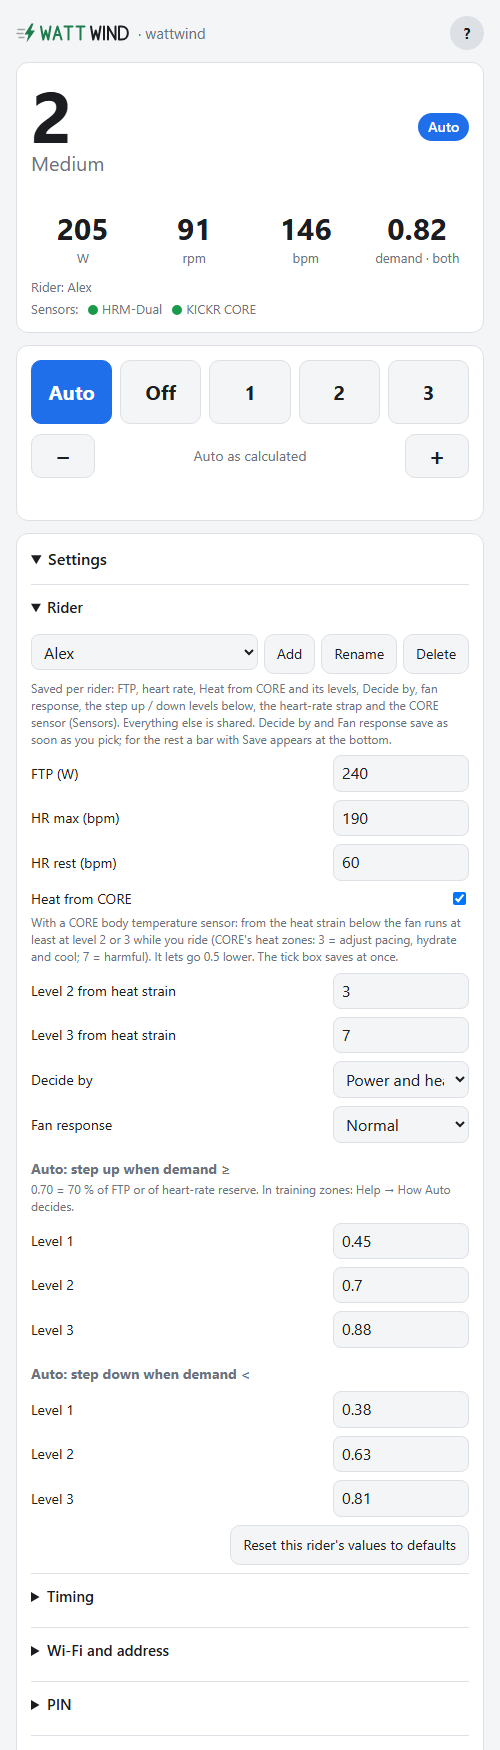 WATT WIND · wattwind
?
2
Auto
Medium
205 91 146 0.82
W rpm bpm demand · both
Rider: Alex
Sensors: HRM-Dual KICKR CORE
Auto Off 1 2 3
− Auto as calculated +
Settings
Rider
Alex Add Rename Delete
Saved per rider: FTP, heart rate, Heat from CORE and its levels, Decide by, fan
response, the step up / down levels below, the heart-rate strap and the CORE
sensor (Sensors). Everything else is shared. Decide by and Fan response save as
soon as you pick; for the rest a bar with Save appears at the bottom.
FTP (W) 240
HR max (bpm) 190
HR rest (bpm) 60
Heat from CORE
With a CORE body temperature sensor: from the heat strain below the fan runs at
least at level 2 or 3 while you ride (CORE's heat zones: 3 = adjust pacing, hydrate
and cool; 7 = harmful). It lets go 0.5 lower. The tick box saves at once.
Level 2 from heat strain 3
Level 3 from heat strain 7
Decide by Power and hea
Fan response Normal
Auto: step up when demand ≥
0.70 = 70 % of FTP or of heart-rate reserve. In training zones: Help → How Auto
decides.
Level 1 0.45
Level 2 0.7
Level 3 0.88
Auto: step down when demand <
Level 1 0.38
Level 2 0.63
Level 3 0.81
Reset this rider's values to defaults
Timing
Wi-Fi and address
PIN